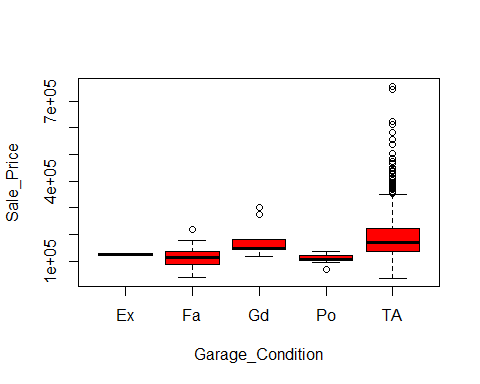 Sale_Price
7e+05
4e+05
1e+05
Ex Fa Gd Po TA
Garage_Condition